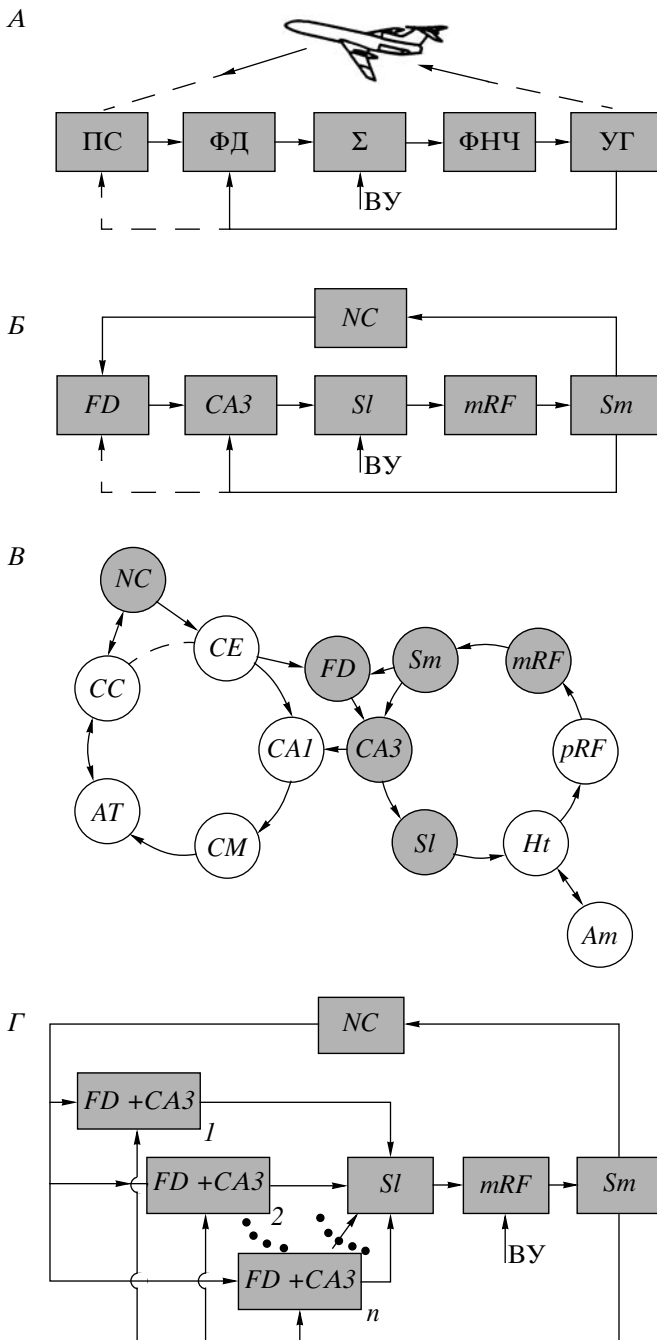 А
ПС ФД Σ ФНЧ УГ
ВУ
Б
NC
FD CA3 Sl mRF Sm
ВУ
В
NC
CE
FD Sm mRF
CC
CA1 CA3 pRF
AT
CM Sl Ht
Am
Г
NC
FD +CA3
1
FD +CA3 Sl mRF Sm
2
ВУ
FD +CA3
n